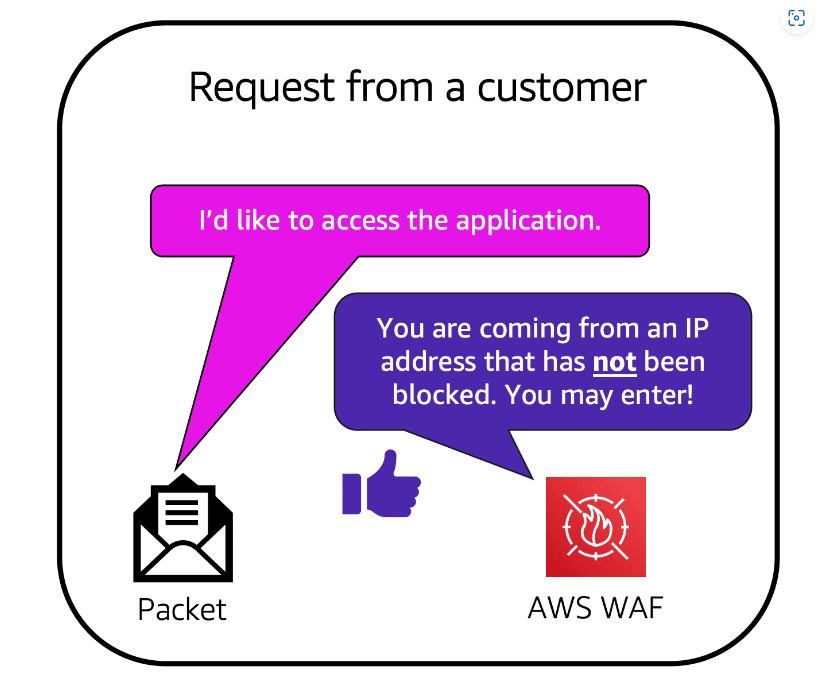 Request from a customer
I’d like to access the application.
You are coming from an IP
address that has not been
blocked. You may enter!
Packet
AWS WAF